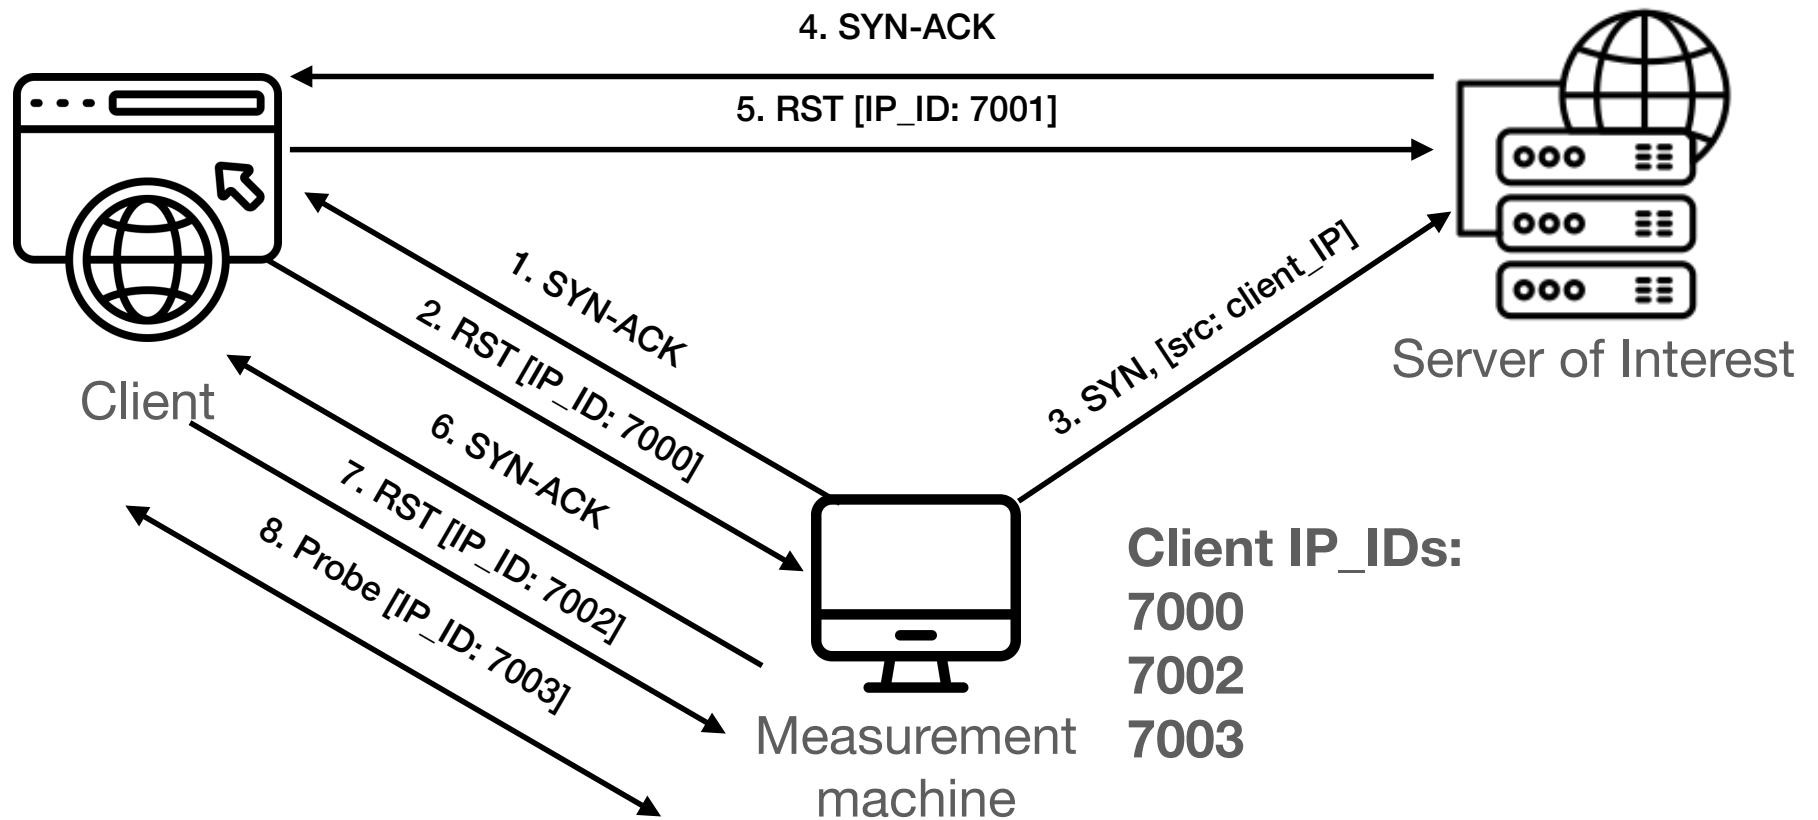 4. SYN-ACK
5. RST [IP_ID: 7001]
1. SYN-ACK
2. RST [IP_ID: 7000]
3. SYN, [src: client_IP]
Server of Interest
Client
6. SYN-ACK
7. RST [IP_ID: 7002]
8. Probe [IP_ID: 7003]
Client IP_IDs:
7000
7002
7003
Measurement
machine